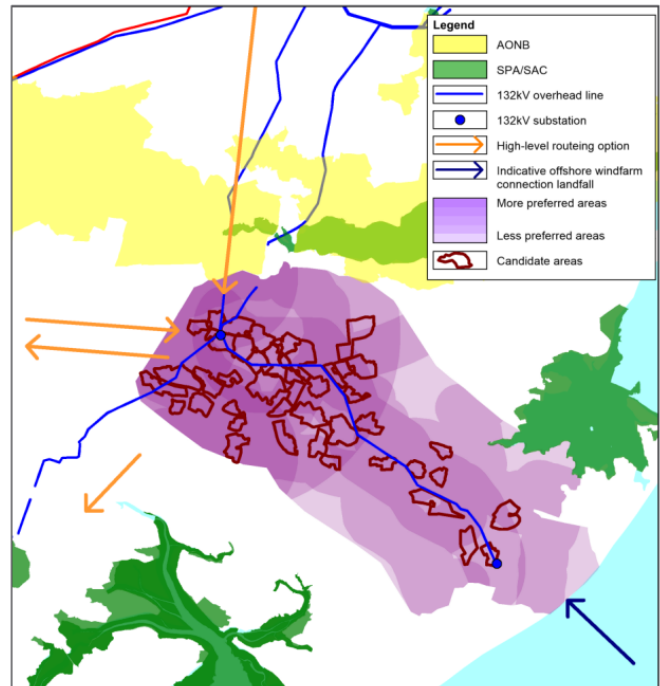 Legend
AONB
SPA/SAC
132kV overhead line
132kV substation
High-level routeing option
Indicative offshore windfarm
connection landfall
More preferred areas
Less preferred areas
Candidate areas